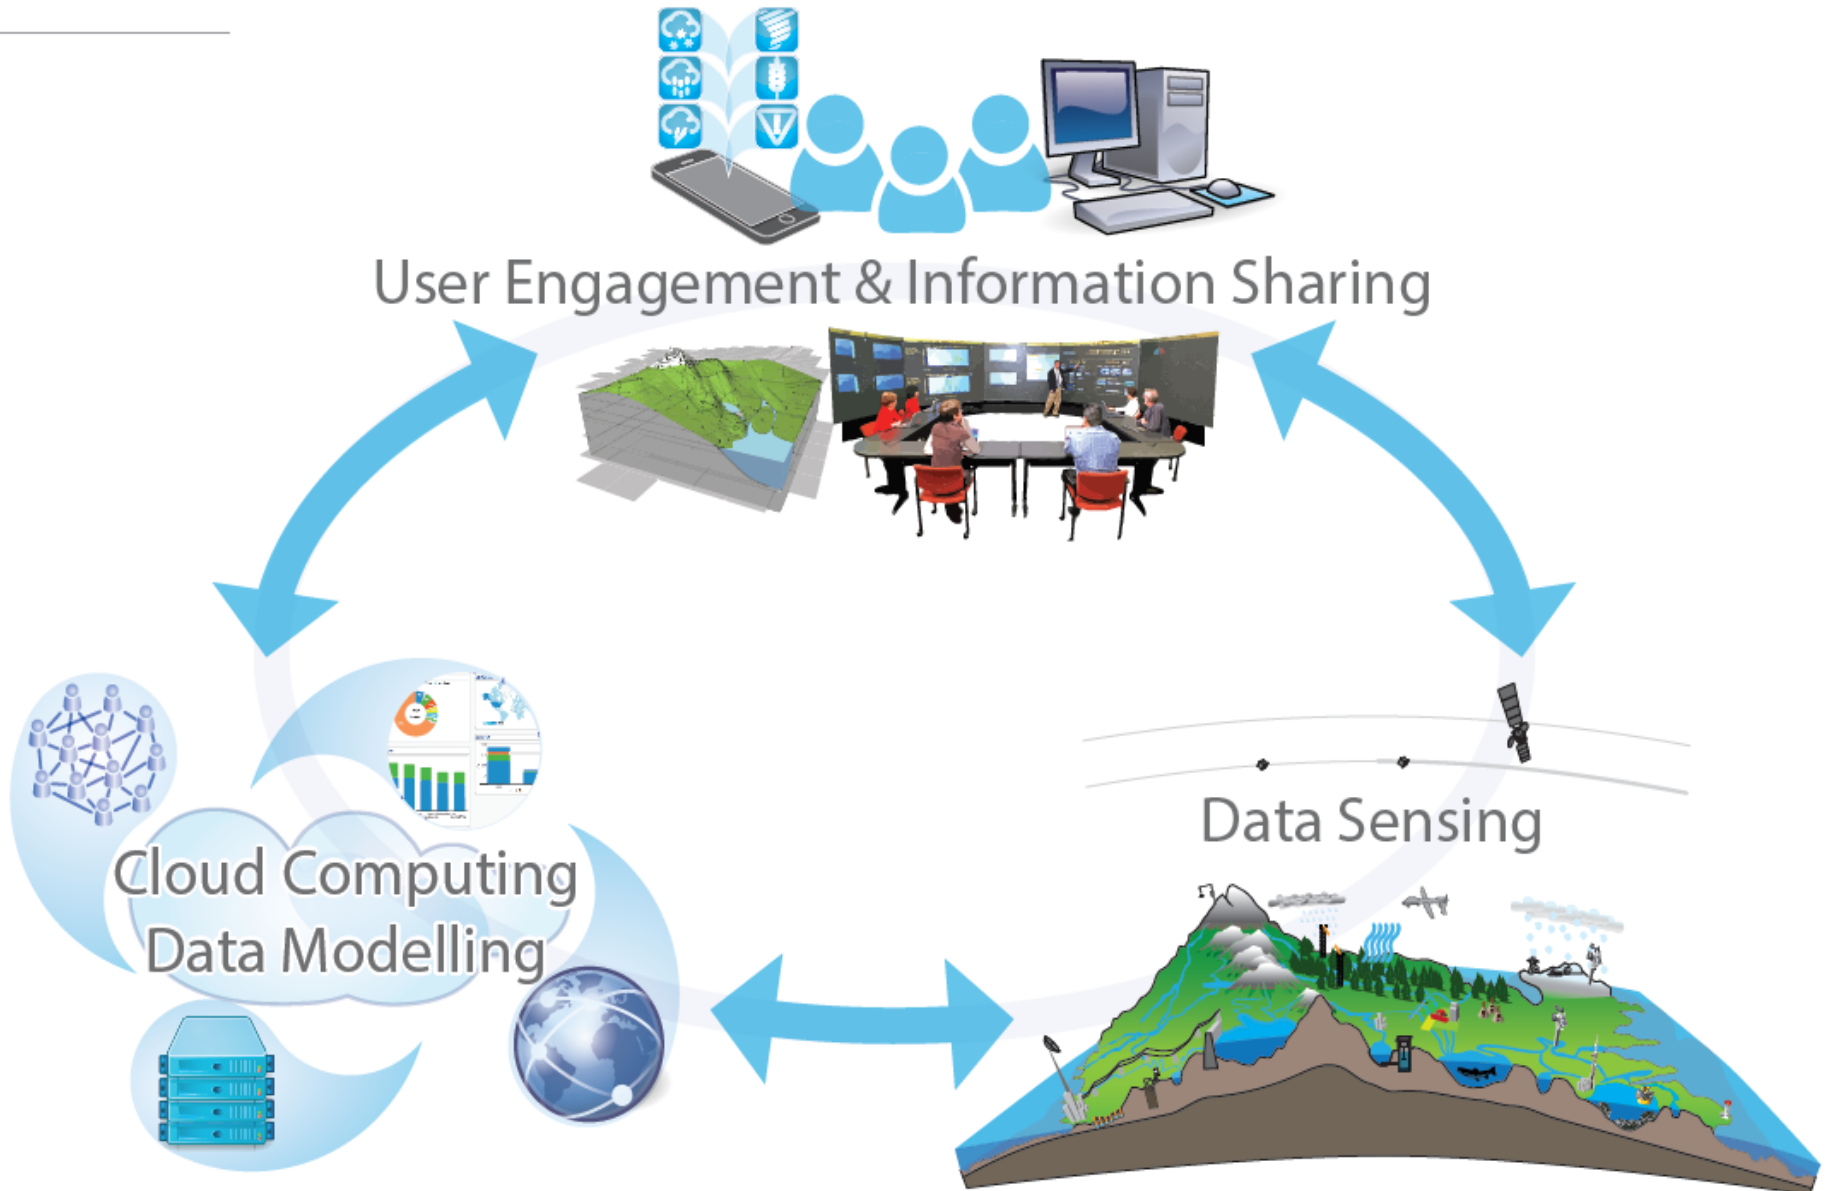 User Engagement & Information Sharing
Cloud Computing
Data Modelling
Data Sensing